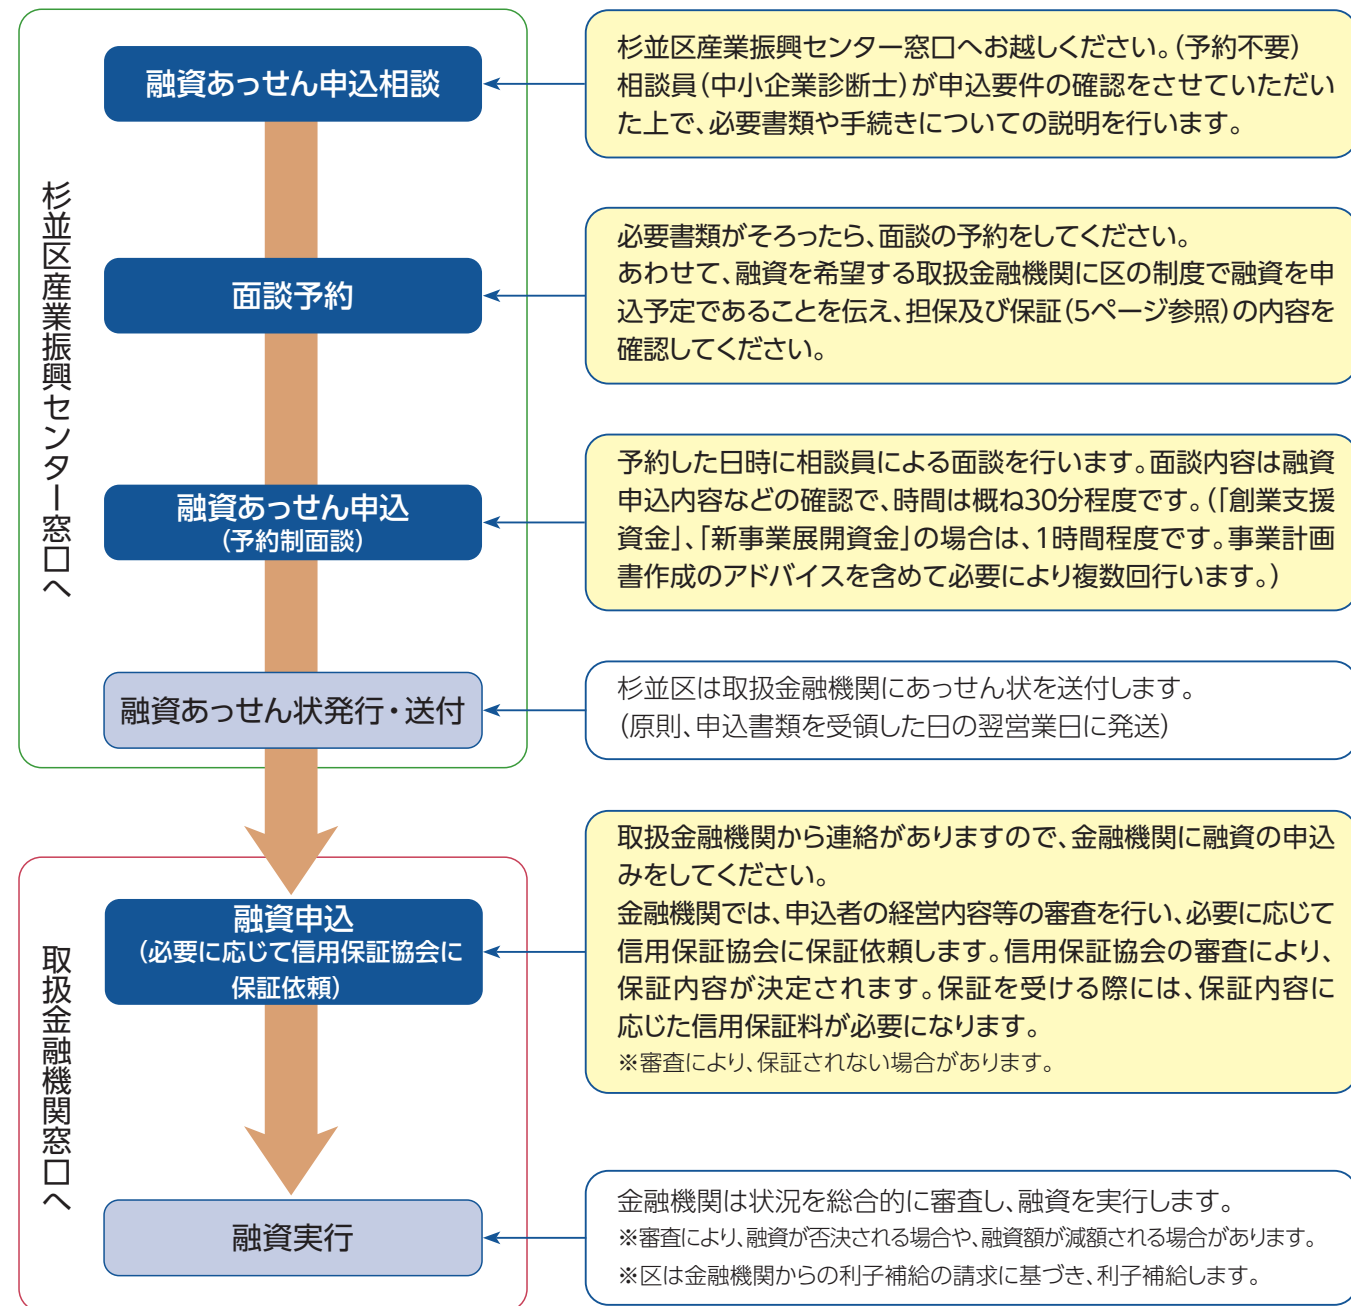 杉並区産業振興センター窓口へ
融資あっせん申込相談
杉並区産業振興センター窓口へお越しください。(予約不要)
相談員(中小企業診断士)が申込要件の確認をさせていただい
た上で、必要書類や手続きについての説明を行います。
面談予約
必要書類がそろったら、面談の予約をしてください。
あわせて、融資を希望する取扱金融機関に区の制度で融資を申
込予定であることを伝え、担保及び保証(5ページ参照)の内容を
確認してください。
融資あっせん申込
(予約制面談)
予約した日時に相談員による面談を行います。面談内容は融資
申込内容などの確認で、時間は概ね30分程度です。(「創業支援
資金」、「新事業展開資金」の場合は、1時間程度です。事業計画
書作成のアドバイスを含めて必要により複数回行います。)
融資あっせん状発行・送付
杉並区は取扱金融機関にあっせん状を送付します。
(原則、申込書類を受領した日の翌営業日に発送)
取扱金融機関窓口へ
融資申込
(必要に応じて信用保証協会に
保証依頼)
取扱金融機関から連絡がありますので、金融機関に融資の申込
みをしてください。
金融機関では、申込者の経営内容等の審査を行い、必要に応じて
信用保証協会に保証依頼します。信用保証協会の審査により、
保証内容が決定されます。保証を受ける際には、保証内容に
応じた信用保証料が必要になります。
※審査により、保証されない場合があります。
融資実行
金融機関は状況を総合的に審査し、融資を実行します。
※審査により、融資が否決される場合や、融資額が減額される場合があります。
※区は金融機関からの利子補給の請求に基づき、利子補給します。